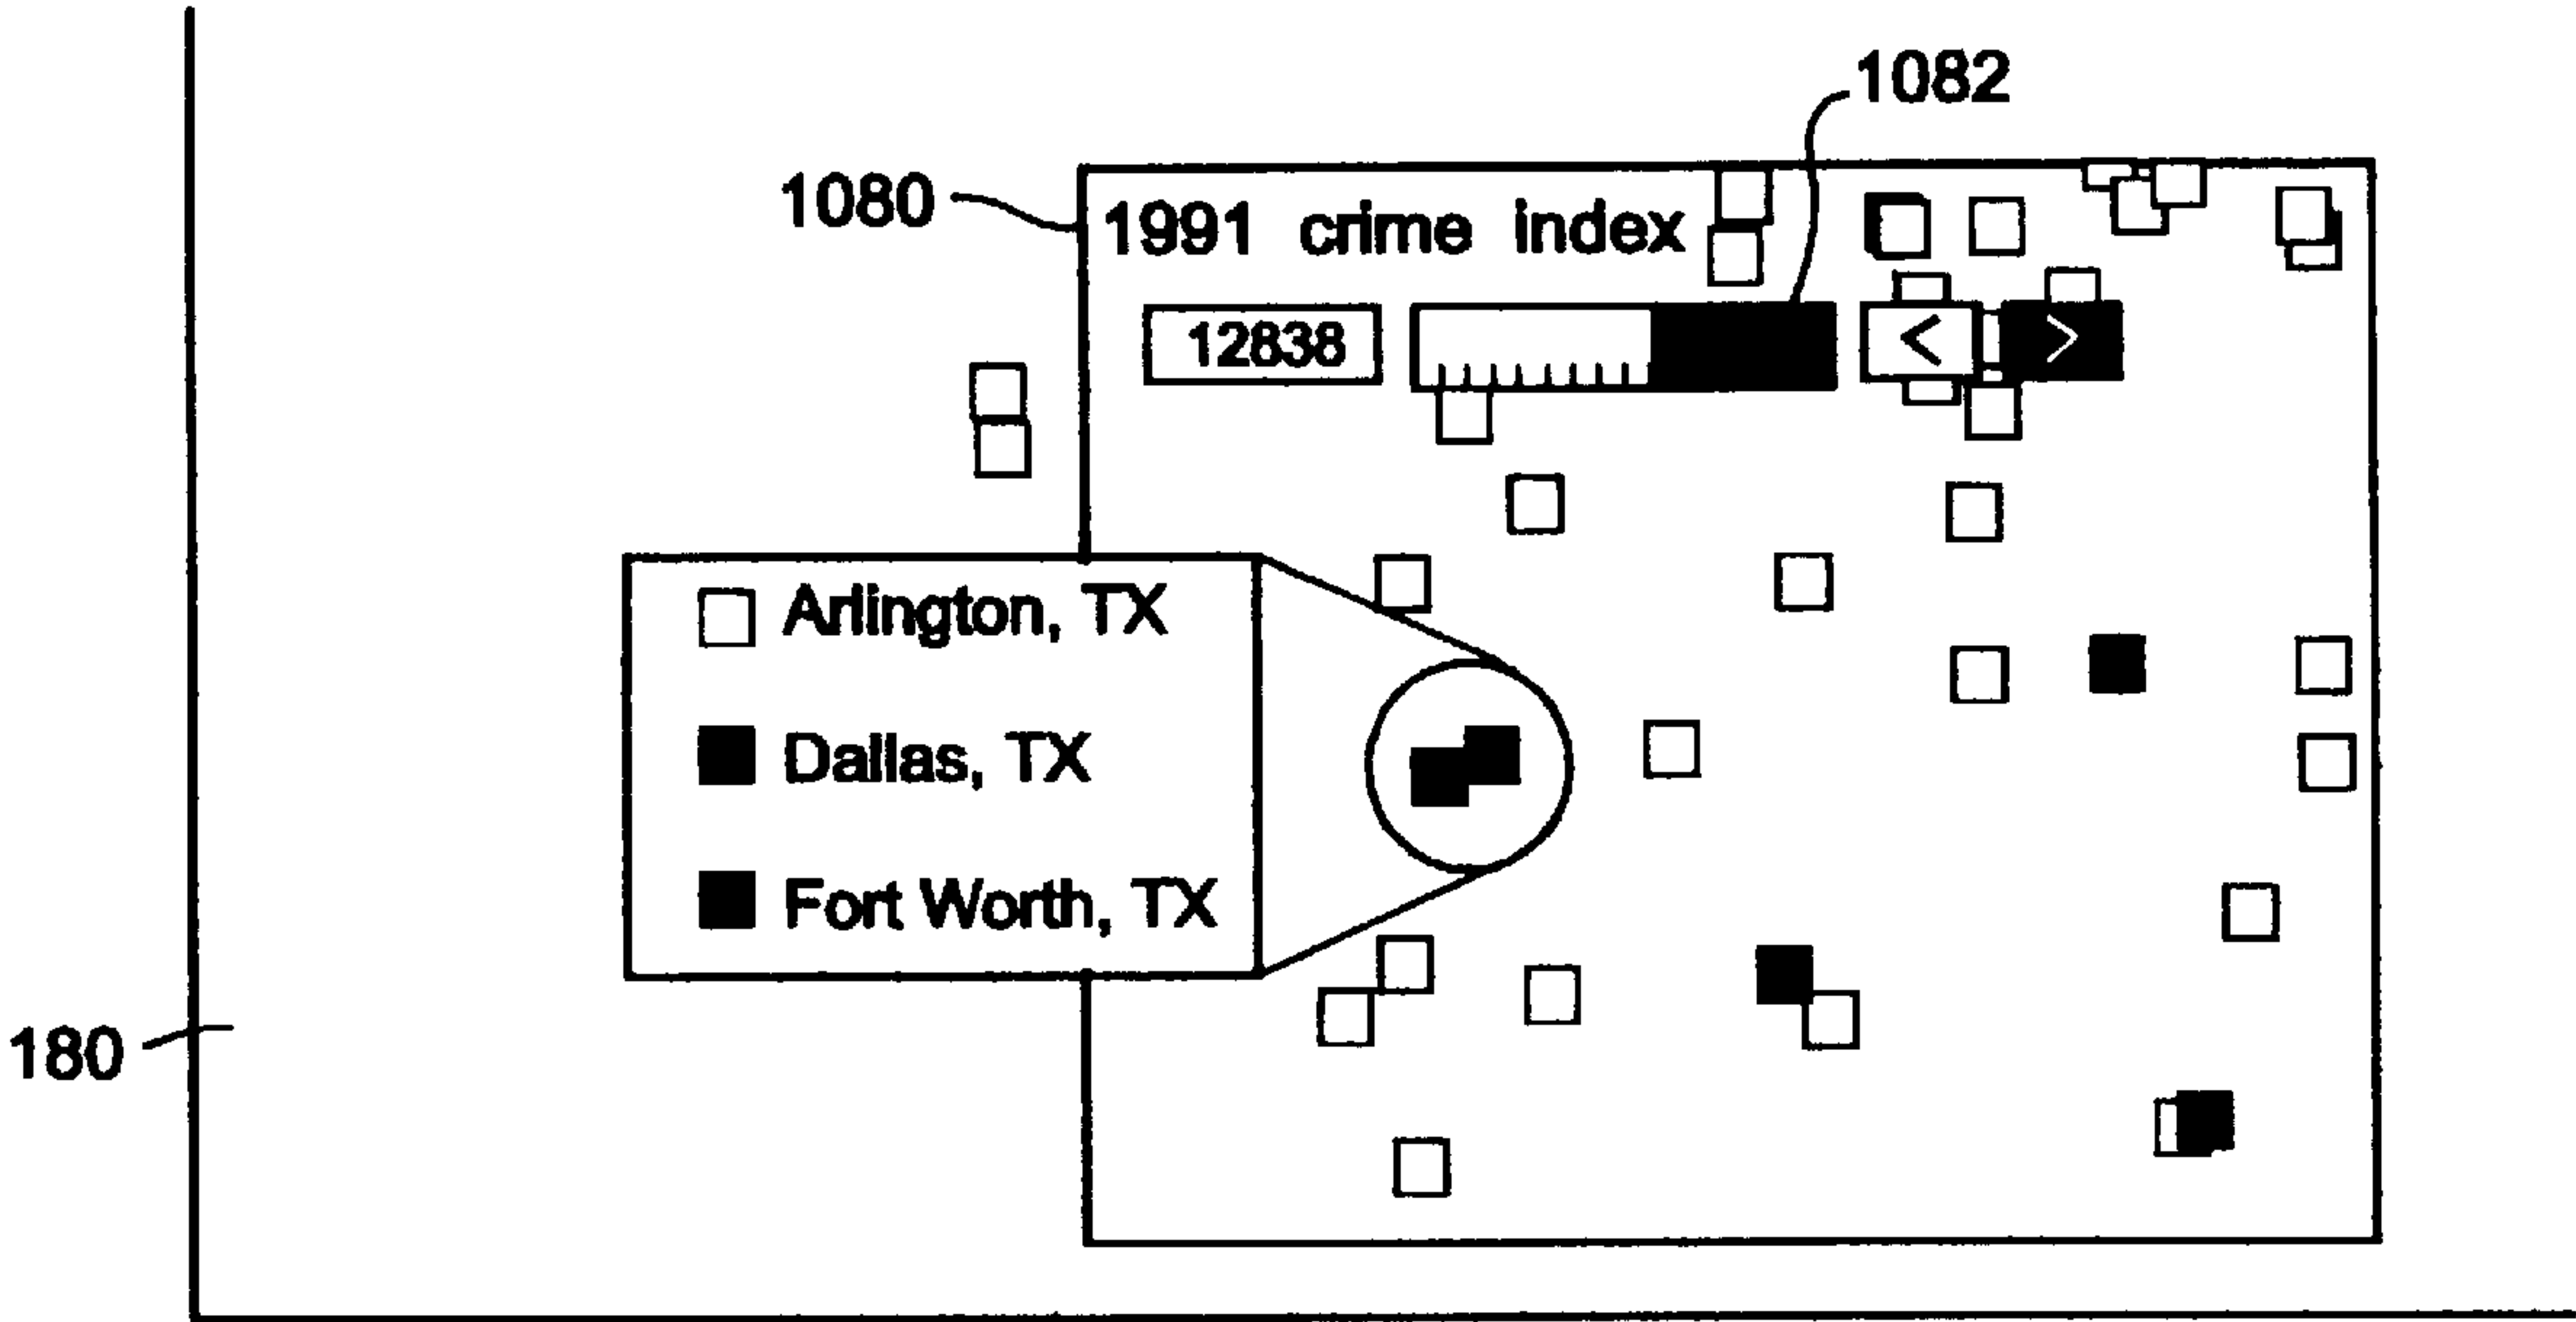 1082
1080
1991 crime index
12838
< >
Arlington, TX
Dallas, TX
Fort Worth, TX
180